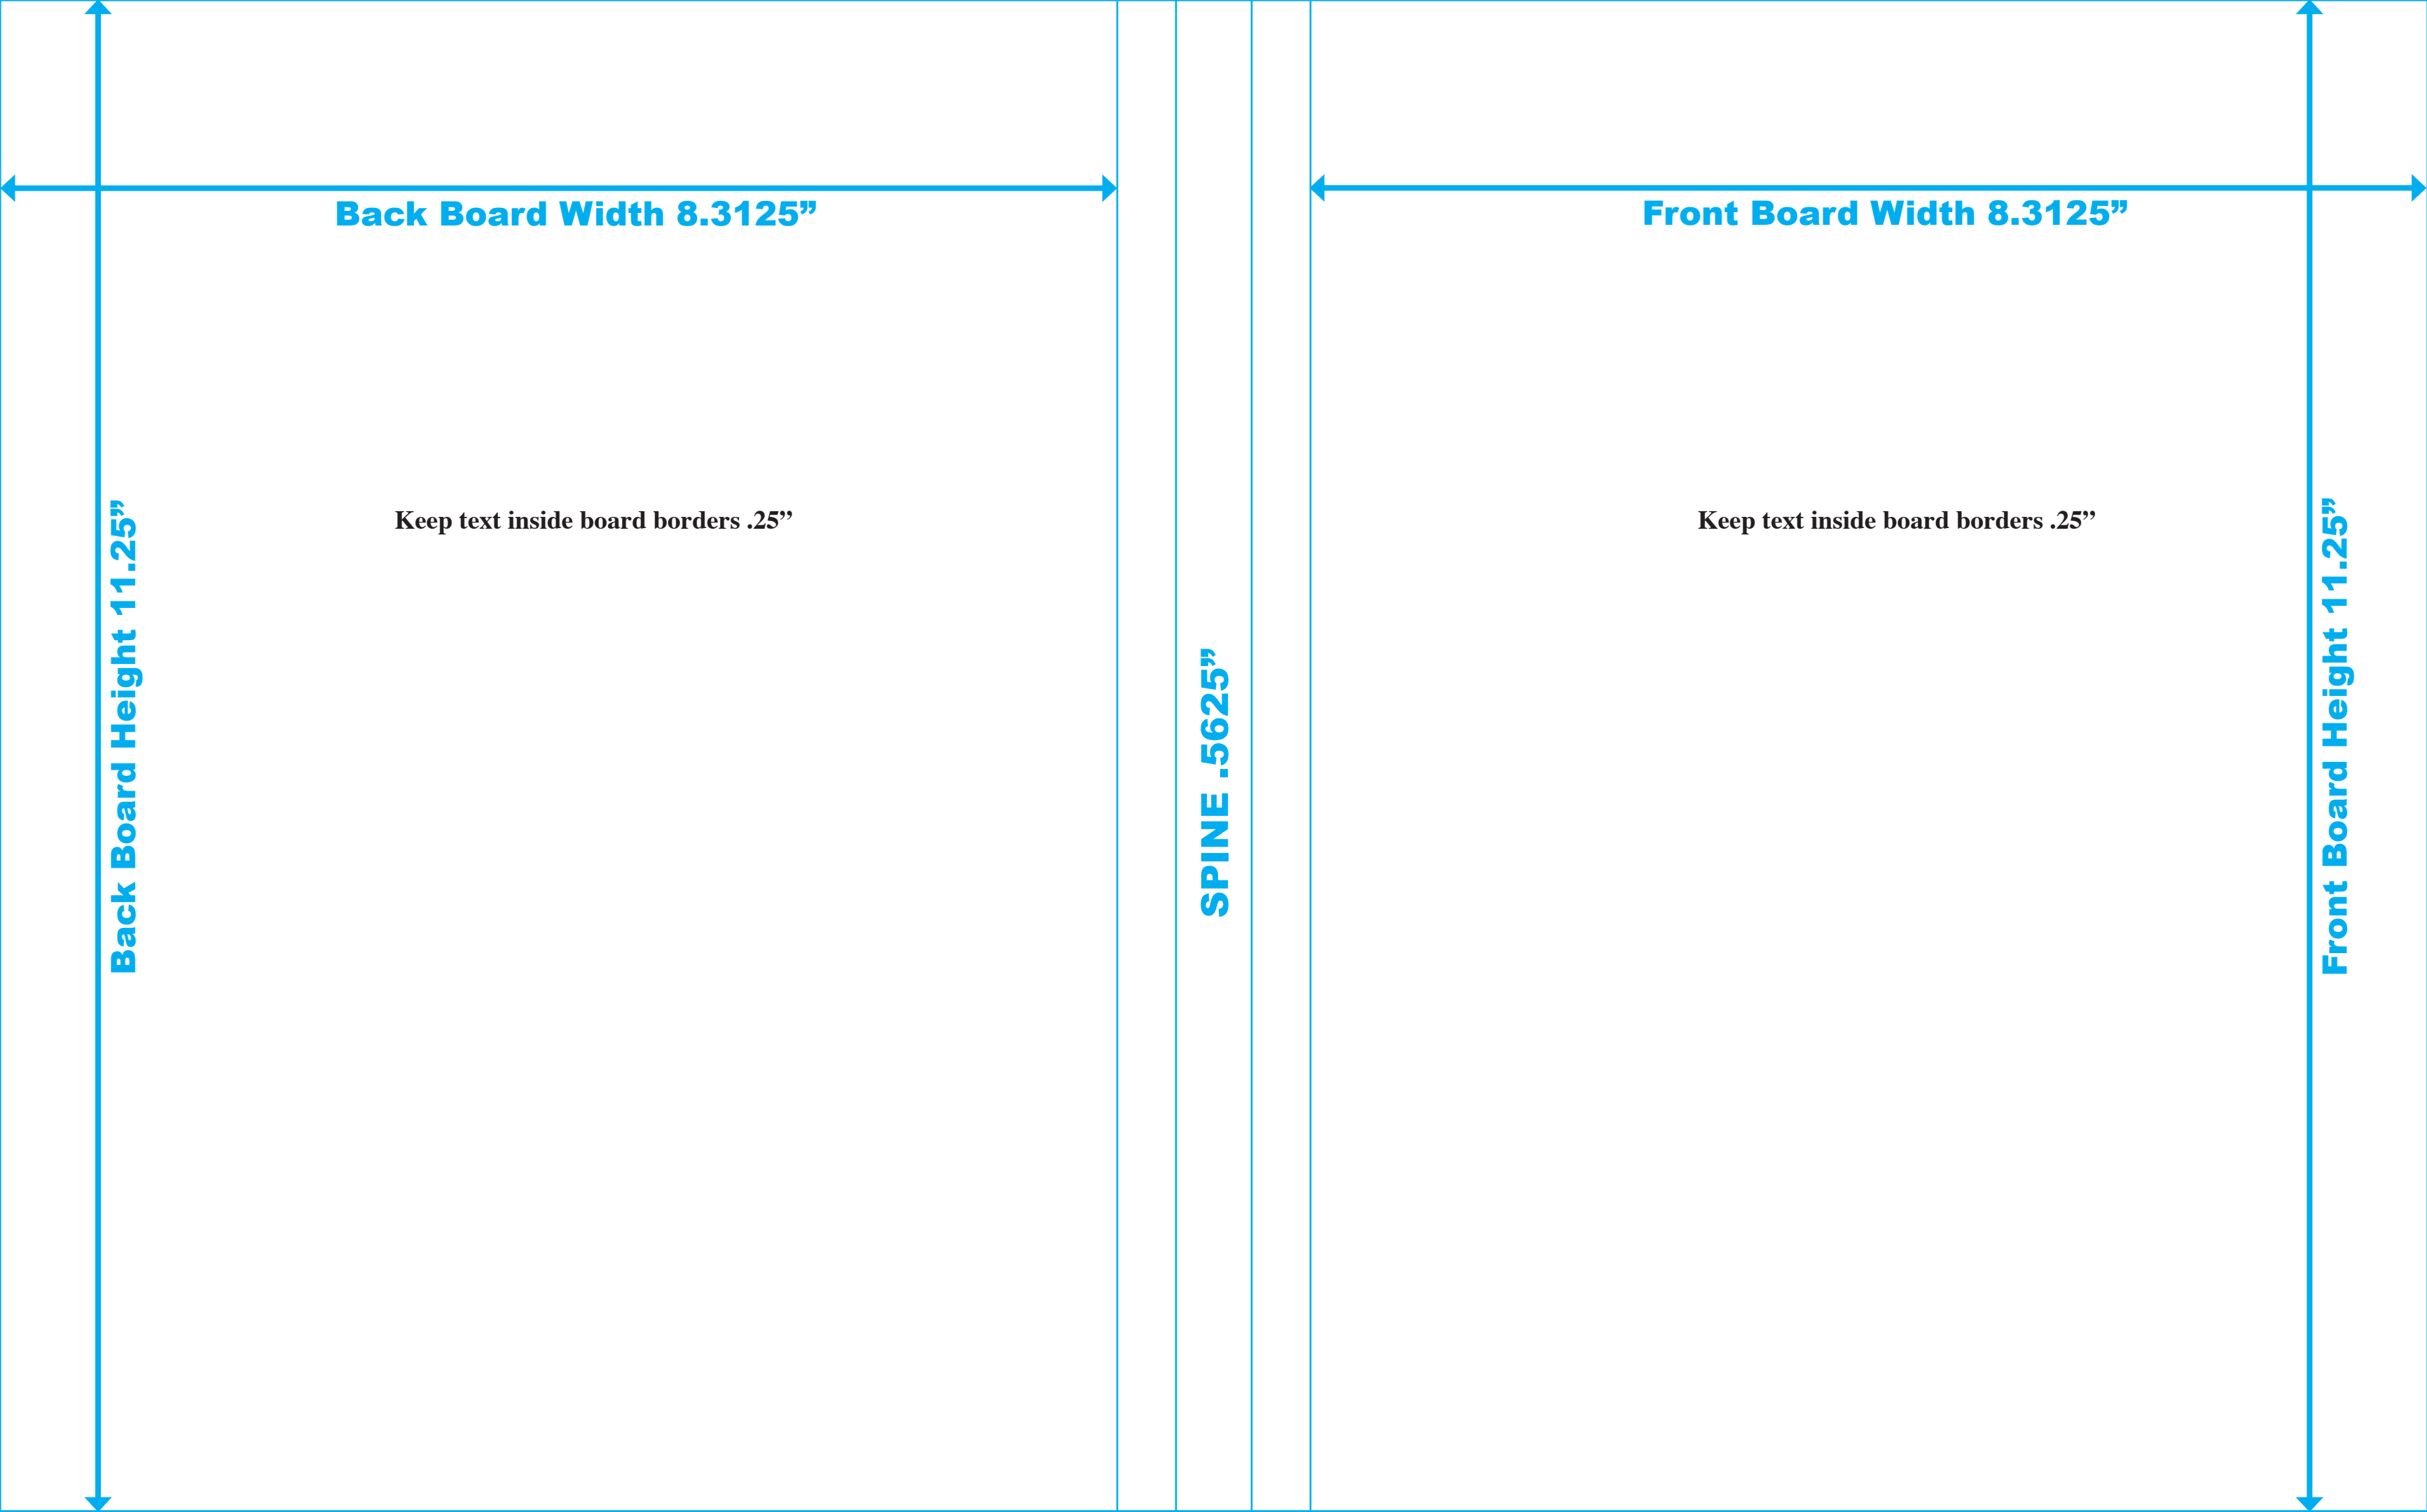 Back Board Width 8.3125”
Keep text inside board borders .25”
Back Board Height 11.25”
SPINE .5625”
Front Board Width 8.3125”
Keep text inside board borders .25”
Front Board Height 11.25”